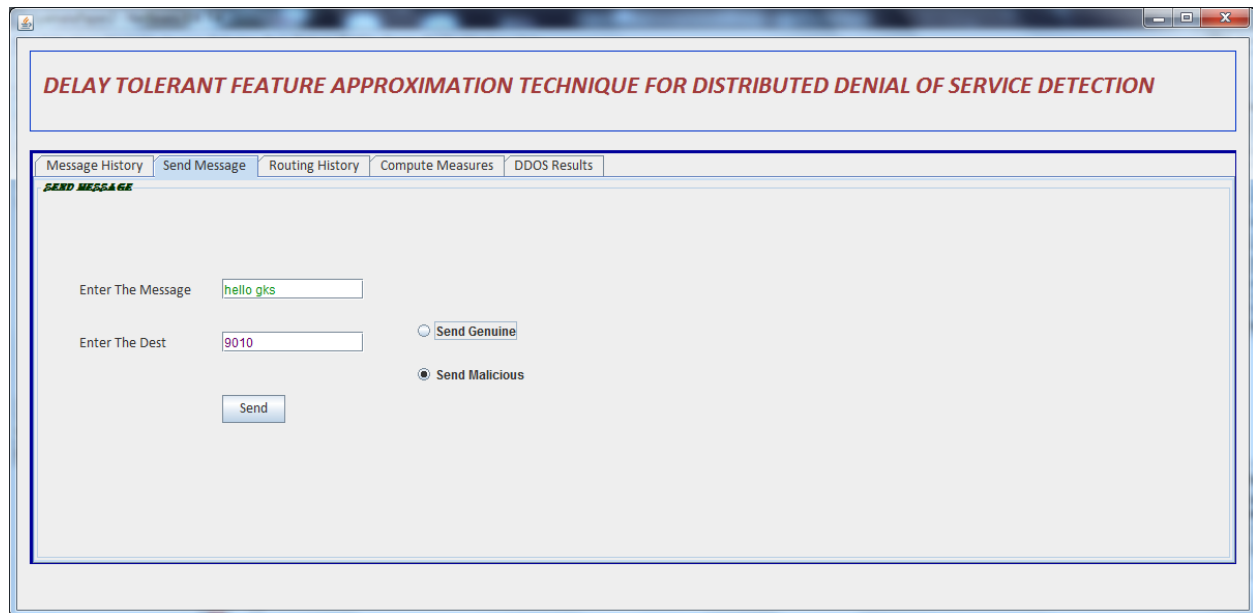 DELAY TOLERANT FEATURE APPROXIMATION TECHNIQUE FOR DISTRIBUTED DENIAL OF SERVICE DETECTION
Message History Send Message Routing History Compute Measures DDOS Results
SEND MESSAGE
Enter The Message hello gks
Send Genuine
Enter The Dest 9010
Send Malicious
Send